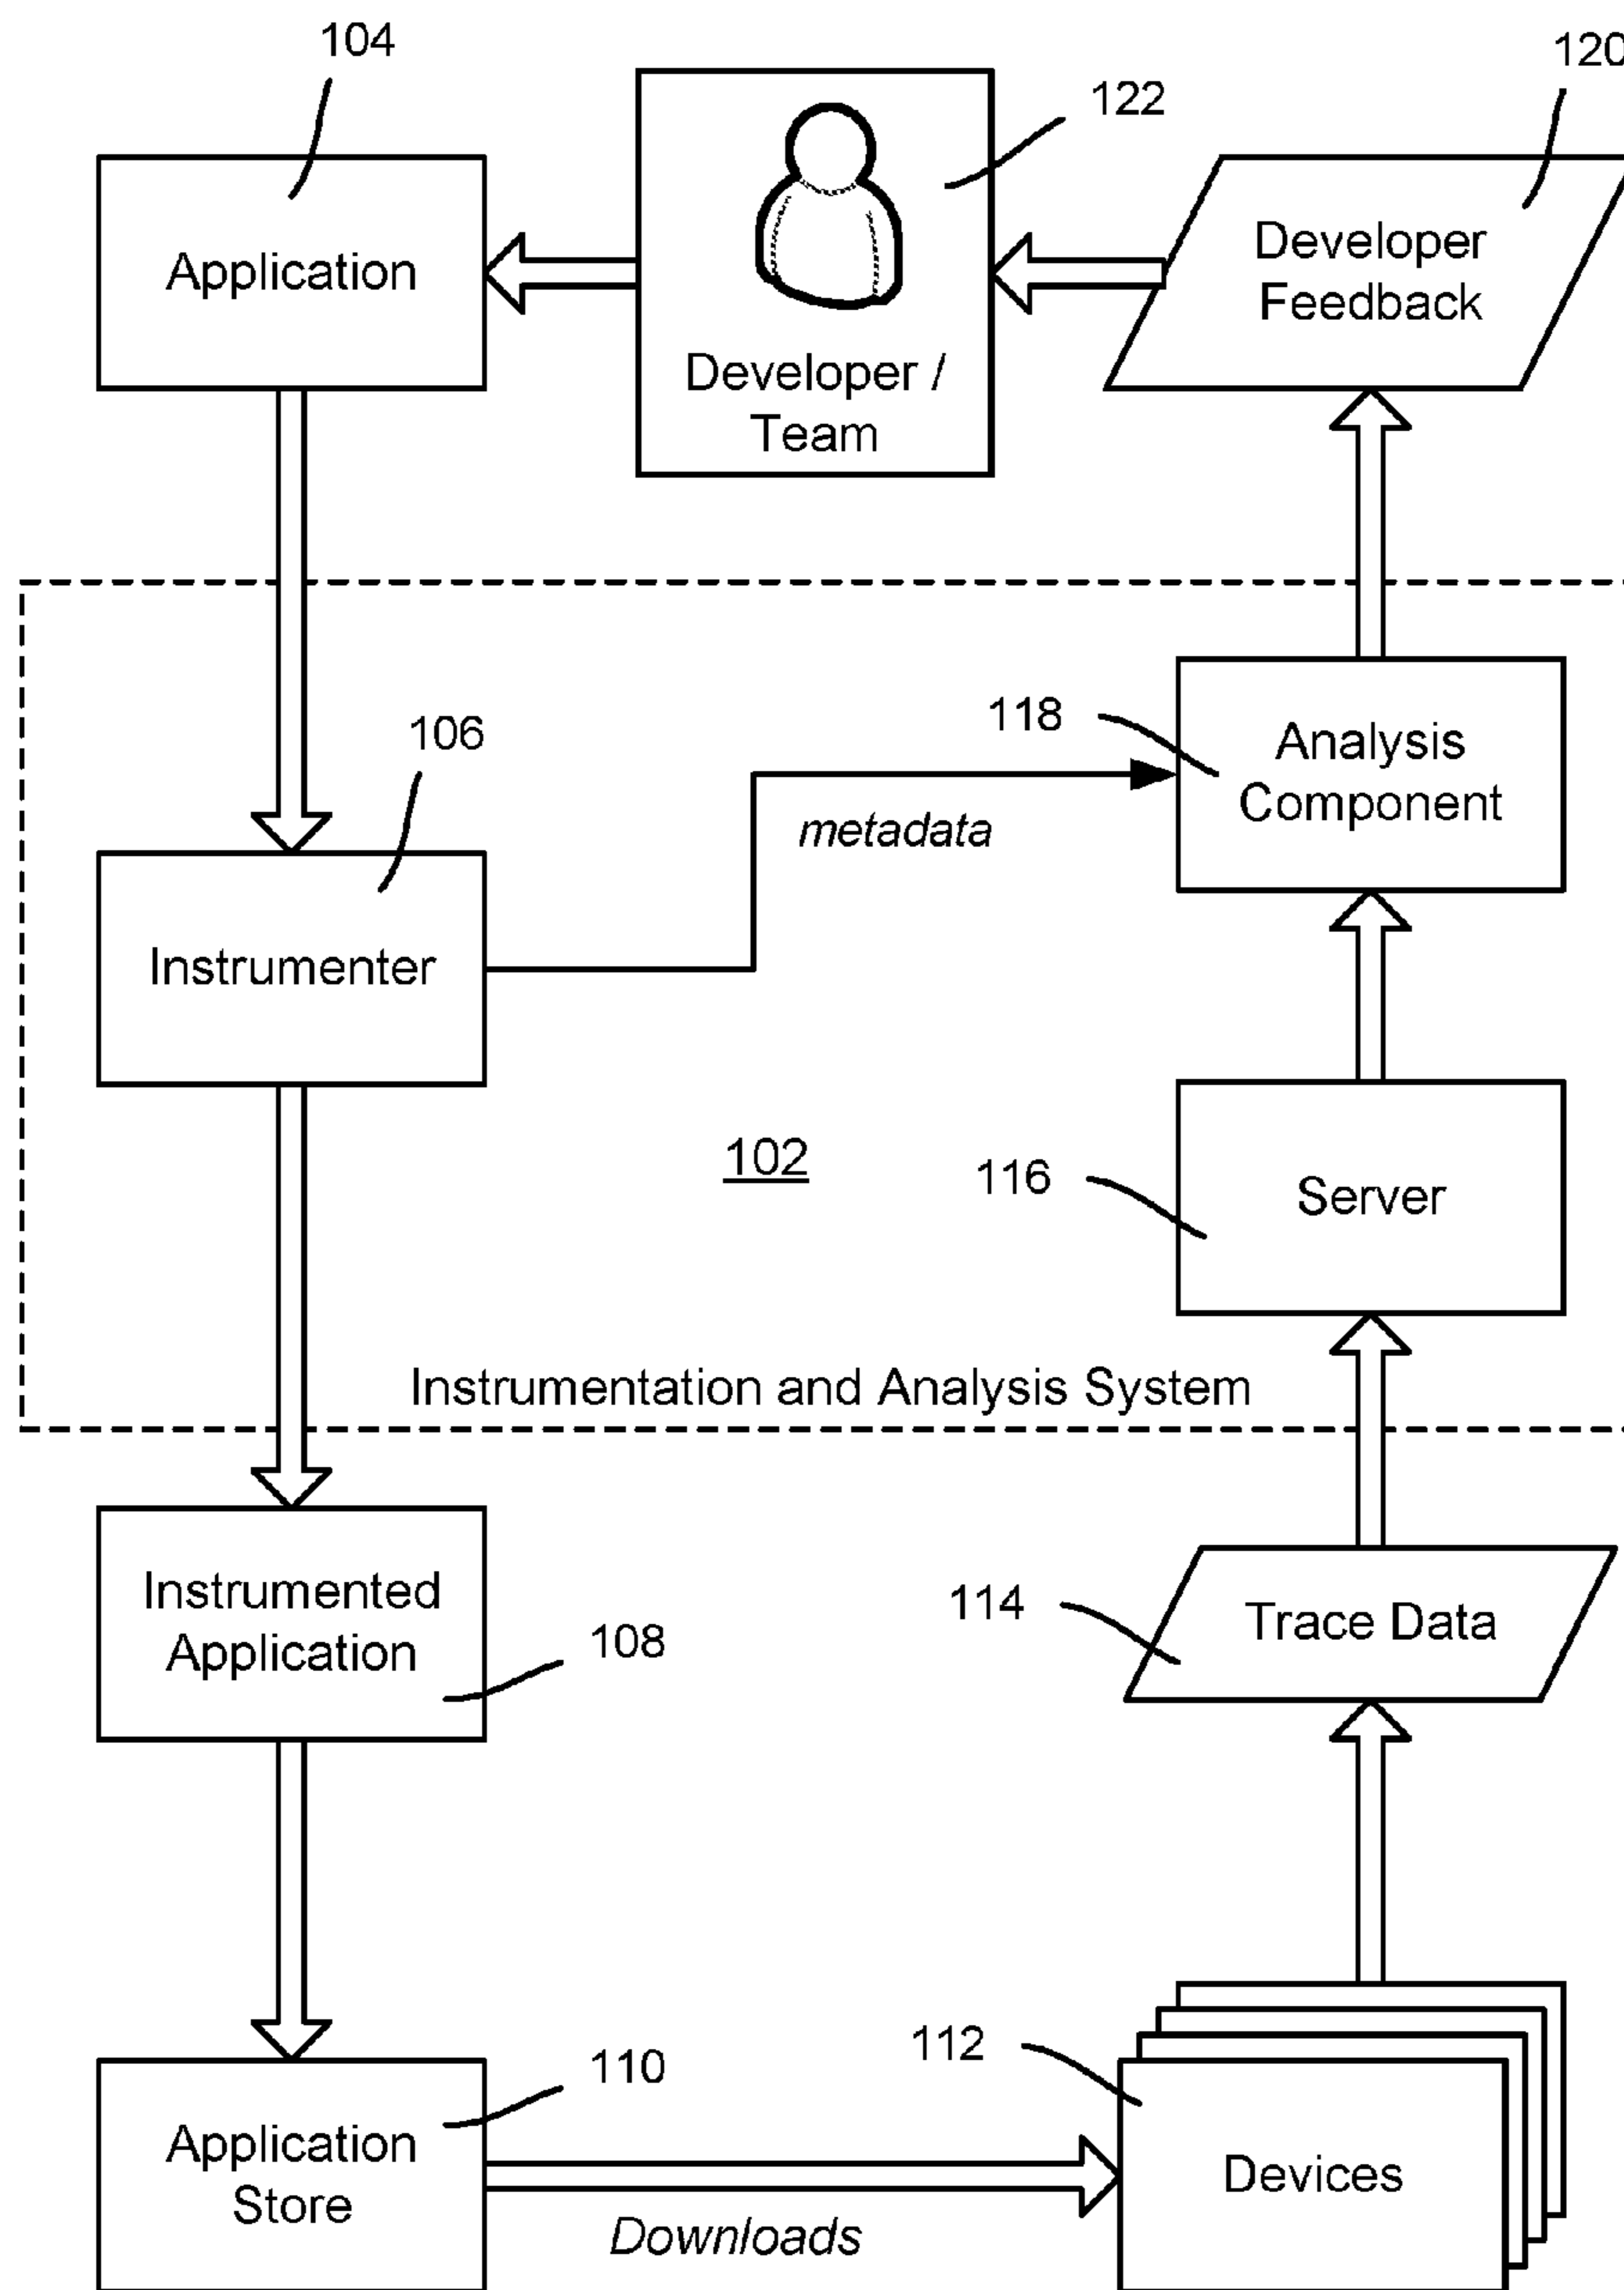 104
120
122
Application
Developer
Feedback
Developer /
Team
118
Analysis
Component
106
metadata
Instrumenter
102
116
Server
Instrumentation and Analysis System
Instrumented
Application
108
114
Trace Data
110
112
Application
Store
Devices
Downloads